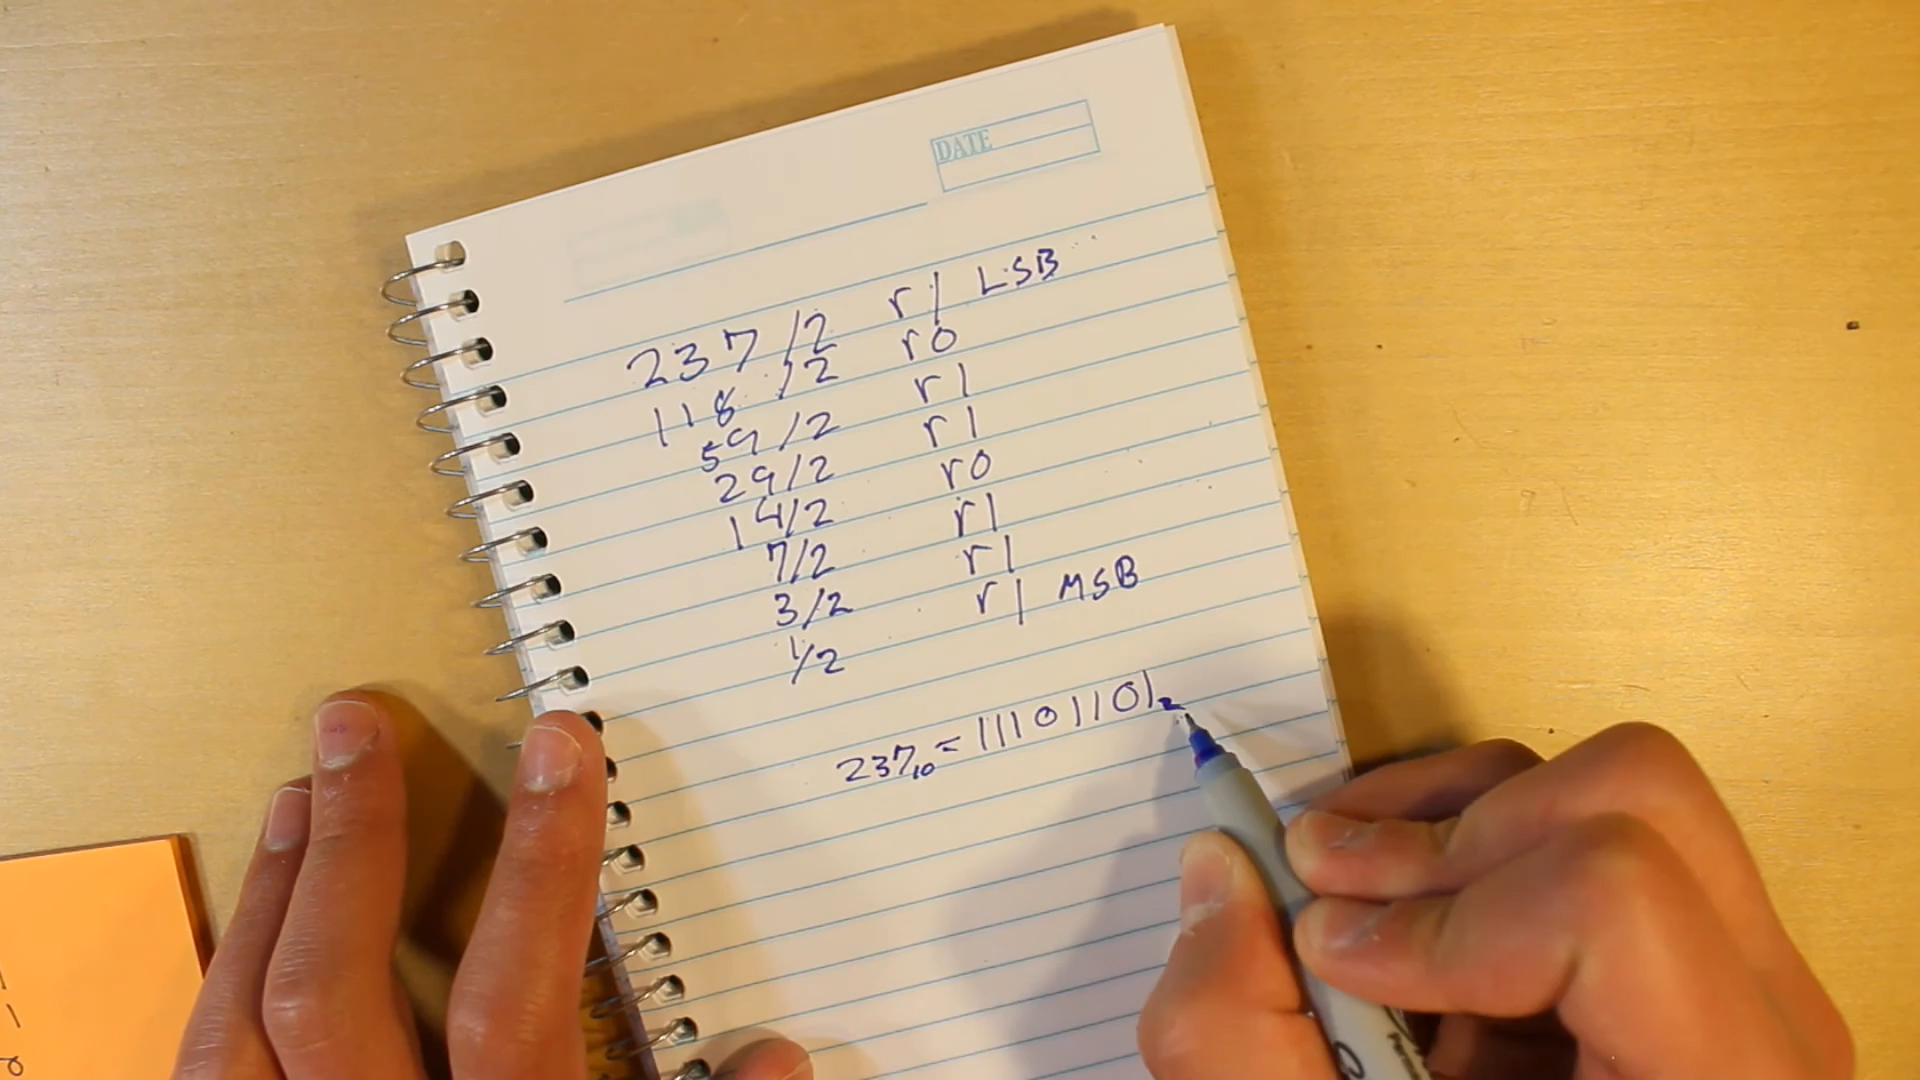 DATE
237 /2 r1 LSB
118 /2 r0
59/2 r1
29/2 r1
14/2 r0
7/2 r1
3/2 r1
1/2 r1 MSB
237₁₀ = 11101101₂